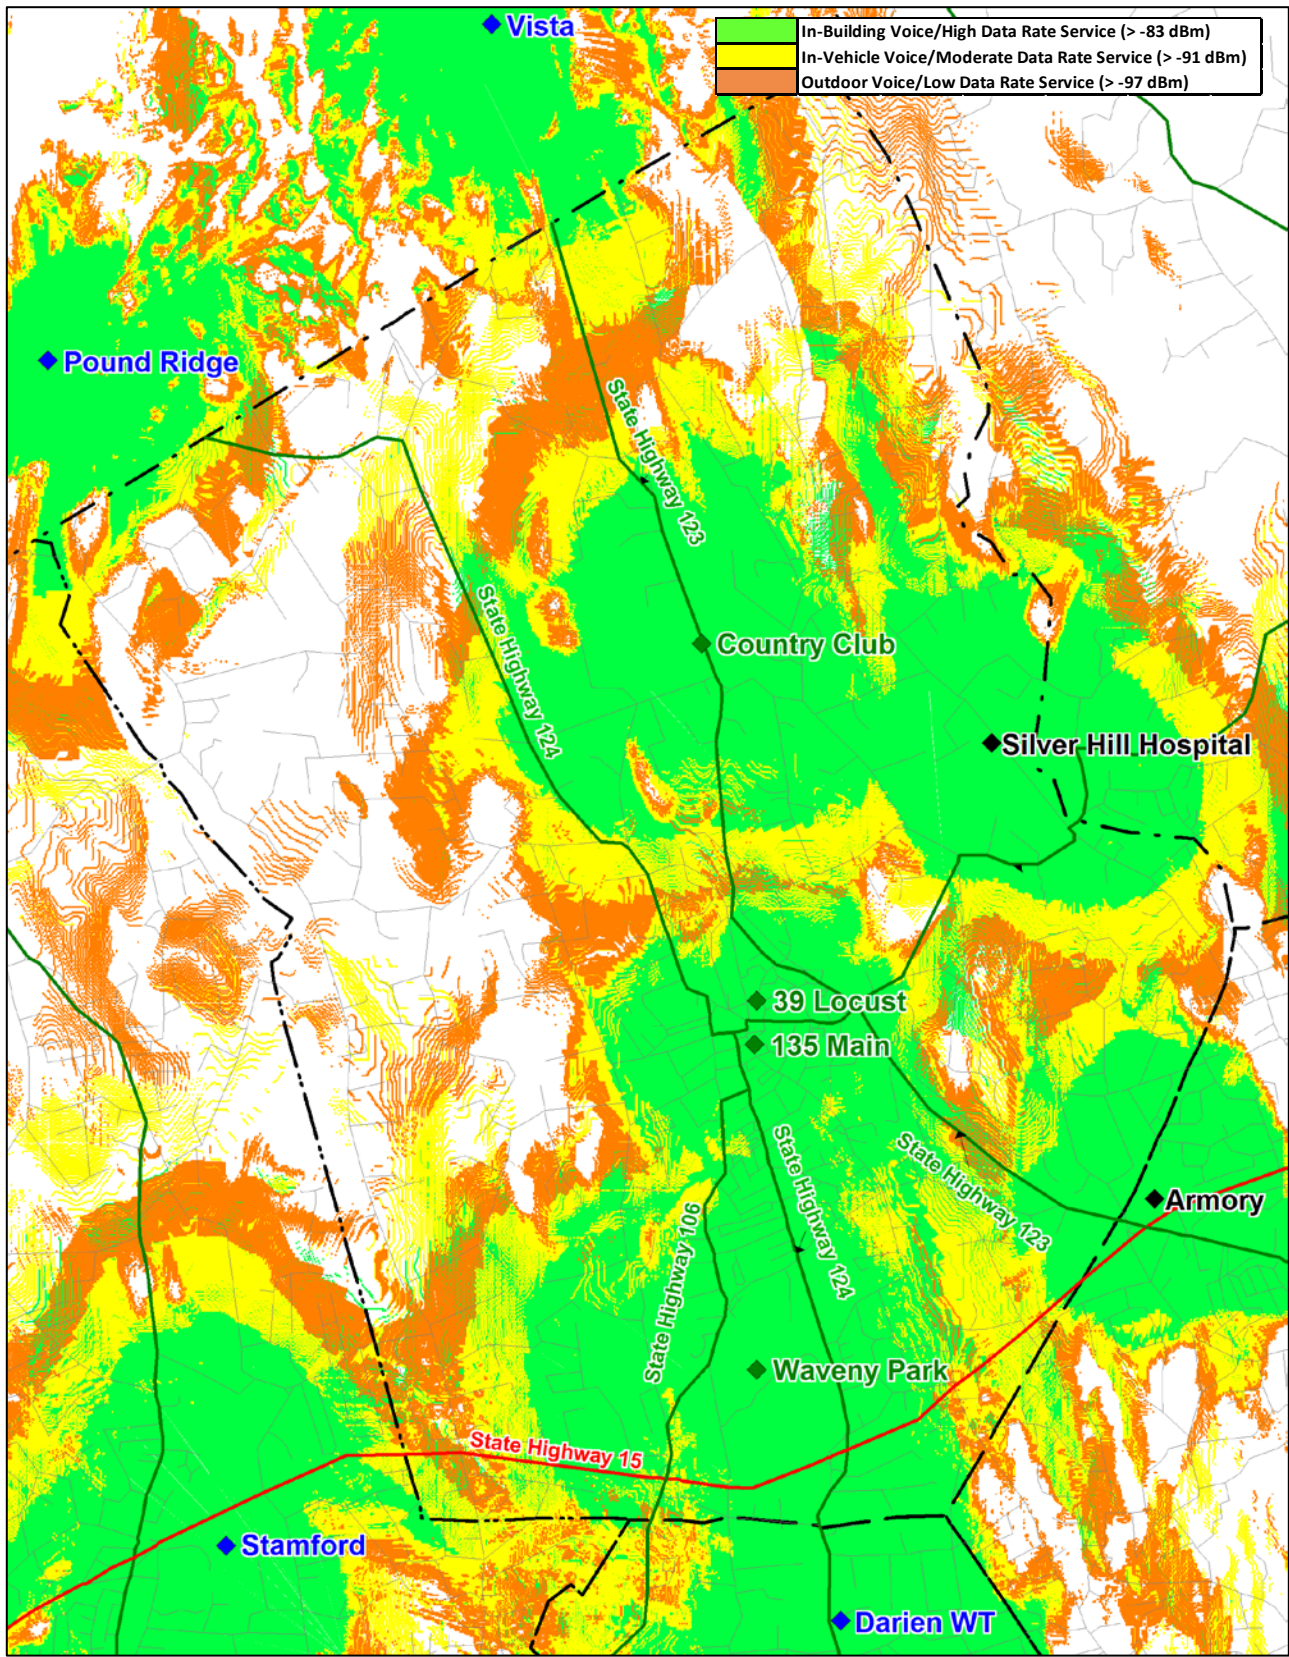 Vista
In-Building Voice/High Data Rate Service (> -83 dBm)
In-Vehicle Voice/Moderate Data Rate Service (> -91 dBm)
Outdoor Voice/Low Data Rate Service (> -97 dBm)
Pound Ridge
State Highway 123
State Highway 124
Country Club
Silver Hill Hospital
39 Locust
135 Main
State Highway 124
State Highway 123
Armory
State Highway 106
Waveny Park
State Highway 15
Stamford
Darien WT